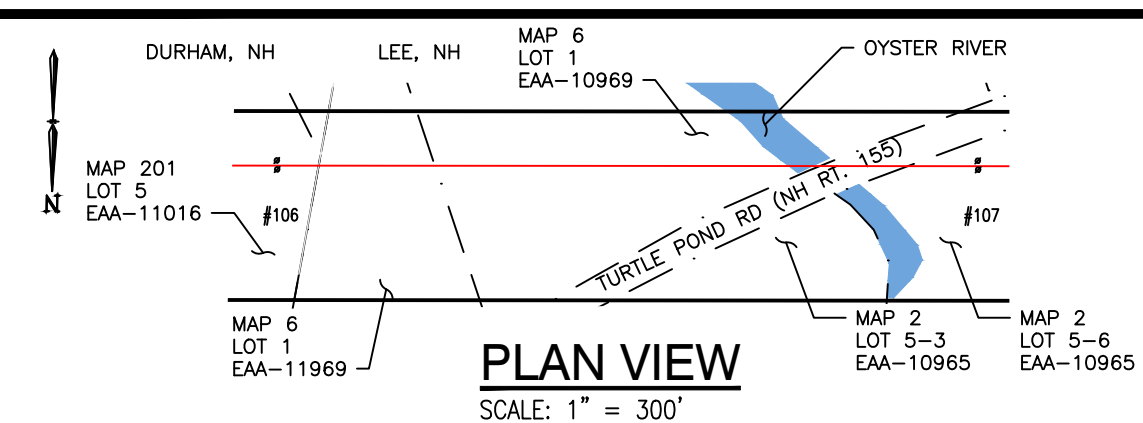 DURHAM, NH
LEE, NH
MAP 6
LOT 1
EAA-10969
OYSTER RIVER
MAP 201
LOT 5
EAA-11016
N
#106
TURTLE POND RD (NH RT. 155)
#107
MAP 6
LOT 1
EAA-11969
MAP 2
LOT 5-3
EAA-10965
MAP 2
LOT 5-6
EAA-10965
PLAN VIEW
SCALE: 1" = 300'